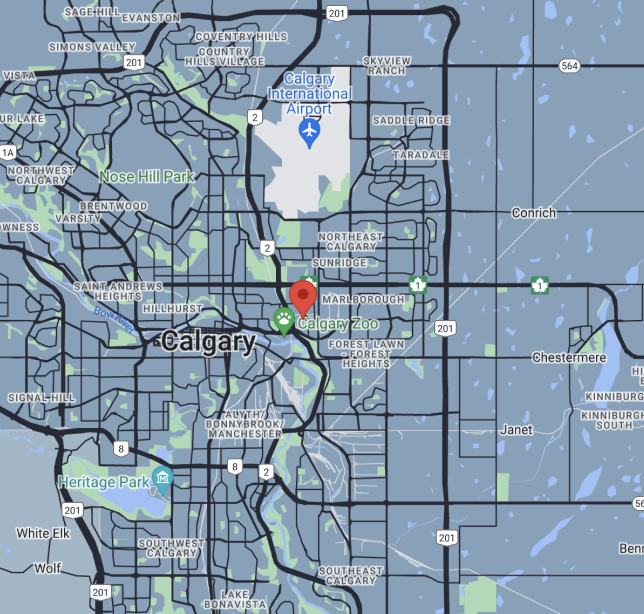 SAGE HILL
EVANSTON
201
SIMONS VALLEY
COVENTRY HILLS
COUNTRY
HILLS VILLAGE
201
VISTA
SKYVIEW
RANCH
564
Calgary
International
Airport
2
UR LAKE
SADDLE RIDGE
1A
TARADALE
NORTHWEST
CALGARY
Nose Hill Park
BRENTWOOD
VARSITY
OWNESS
Conrich
2
NORTHEAST
CALGARY
SUNRIDGE
SAINT ANDREWS
HEIGHTS
1
1
MARLBOROUGH
HILLHURST
Bow River
Calgary Zoo
201
Calgary
FOREST LAWN
- FOREST
HEIGHTS
Chestermere
HI
KINNIBURG
KINNIBURGH
SOUTH
SIGNAL HILL
ALYTH/
BONNYBROOK/
MANCHESTER
Janet
8
8
2
Heritage Park
201
56
White Elk
201
SOUTHWEST
CALGARY
Benn
Wolf
SOUTHEAST
CALGARY
201
LAKE
BONAVISTA